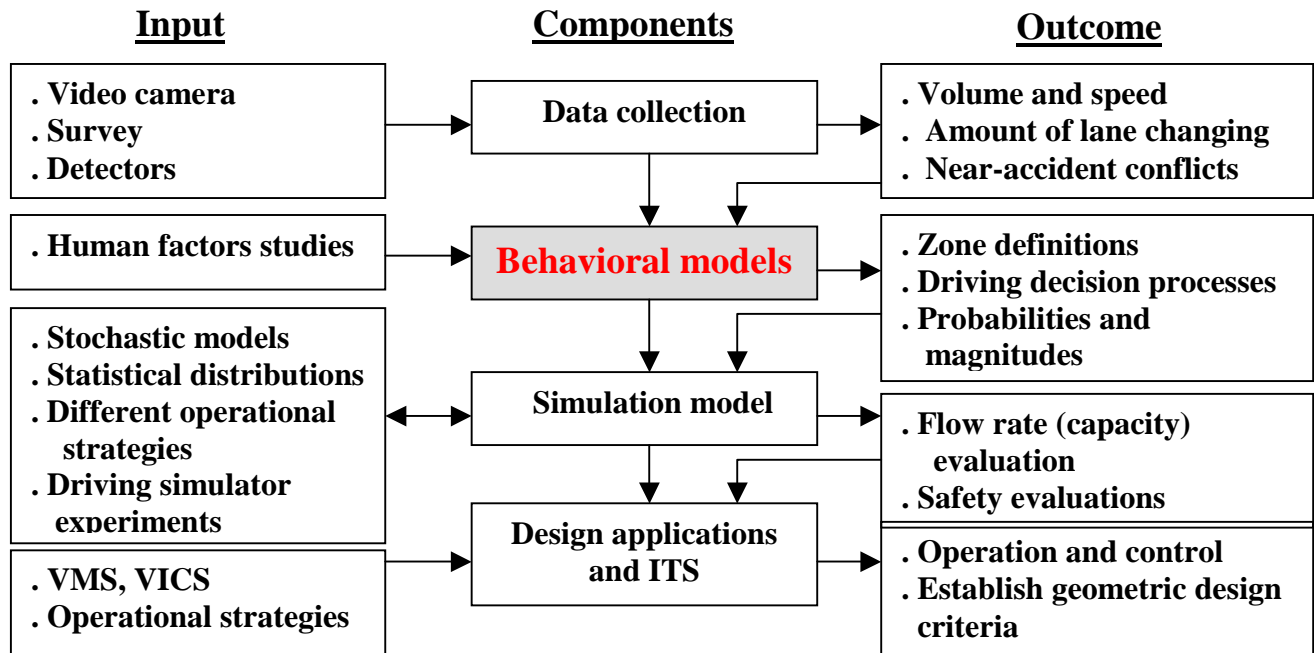 Input
Components
Outcome
. Video camera
. Survey
. Detectors
Data collection
. Volume and speed
. Amount of lane changing
. Near-accident conflicts
. Human factors studies
Behavioral models
. Zone definitions
. Driving decision processes
. Probabilities and
magnitudes
. Stochastic models
. Statistical distributions
. Different operational
strategies
. Driving simulator
experiments
Simulation model
. Flow rate (capacity)
evaluation
. Safety evaluations
. VMS, VICS
. Operational strategies
Design applications
and ITS
. Operation and control
. Establish geometric design
criteria